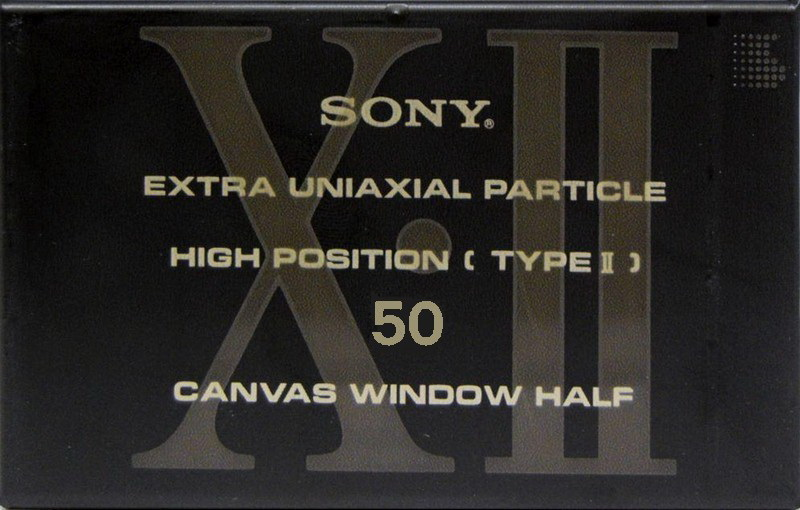 X·II
SONY®
EXTRA UNIAXIAL PARTICLE
HIGH POSITION ( TYPE II )
50
CANVAS WINDOW HALF